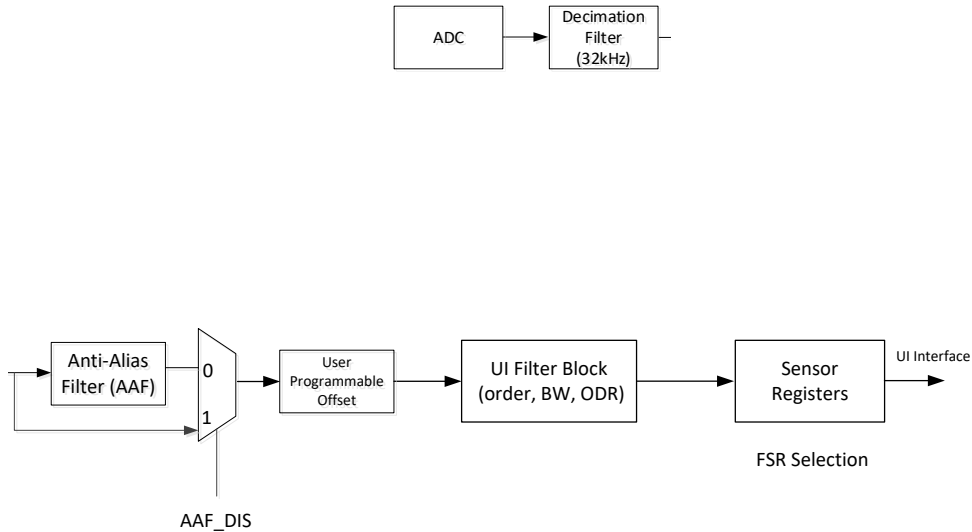 ADC
Decimation
Filter
(32kHz)
Anti-Alias
Filter (AAF)
0
1
AAF_DIS
User
Programmable
Offset
UI Filter Block
(order, BW, ODR)
Sensor
Registers
FSR Selection
UI Interface